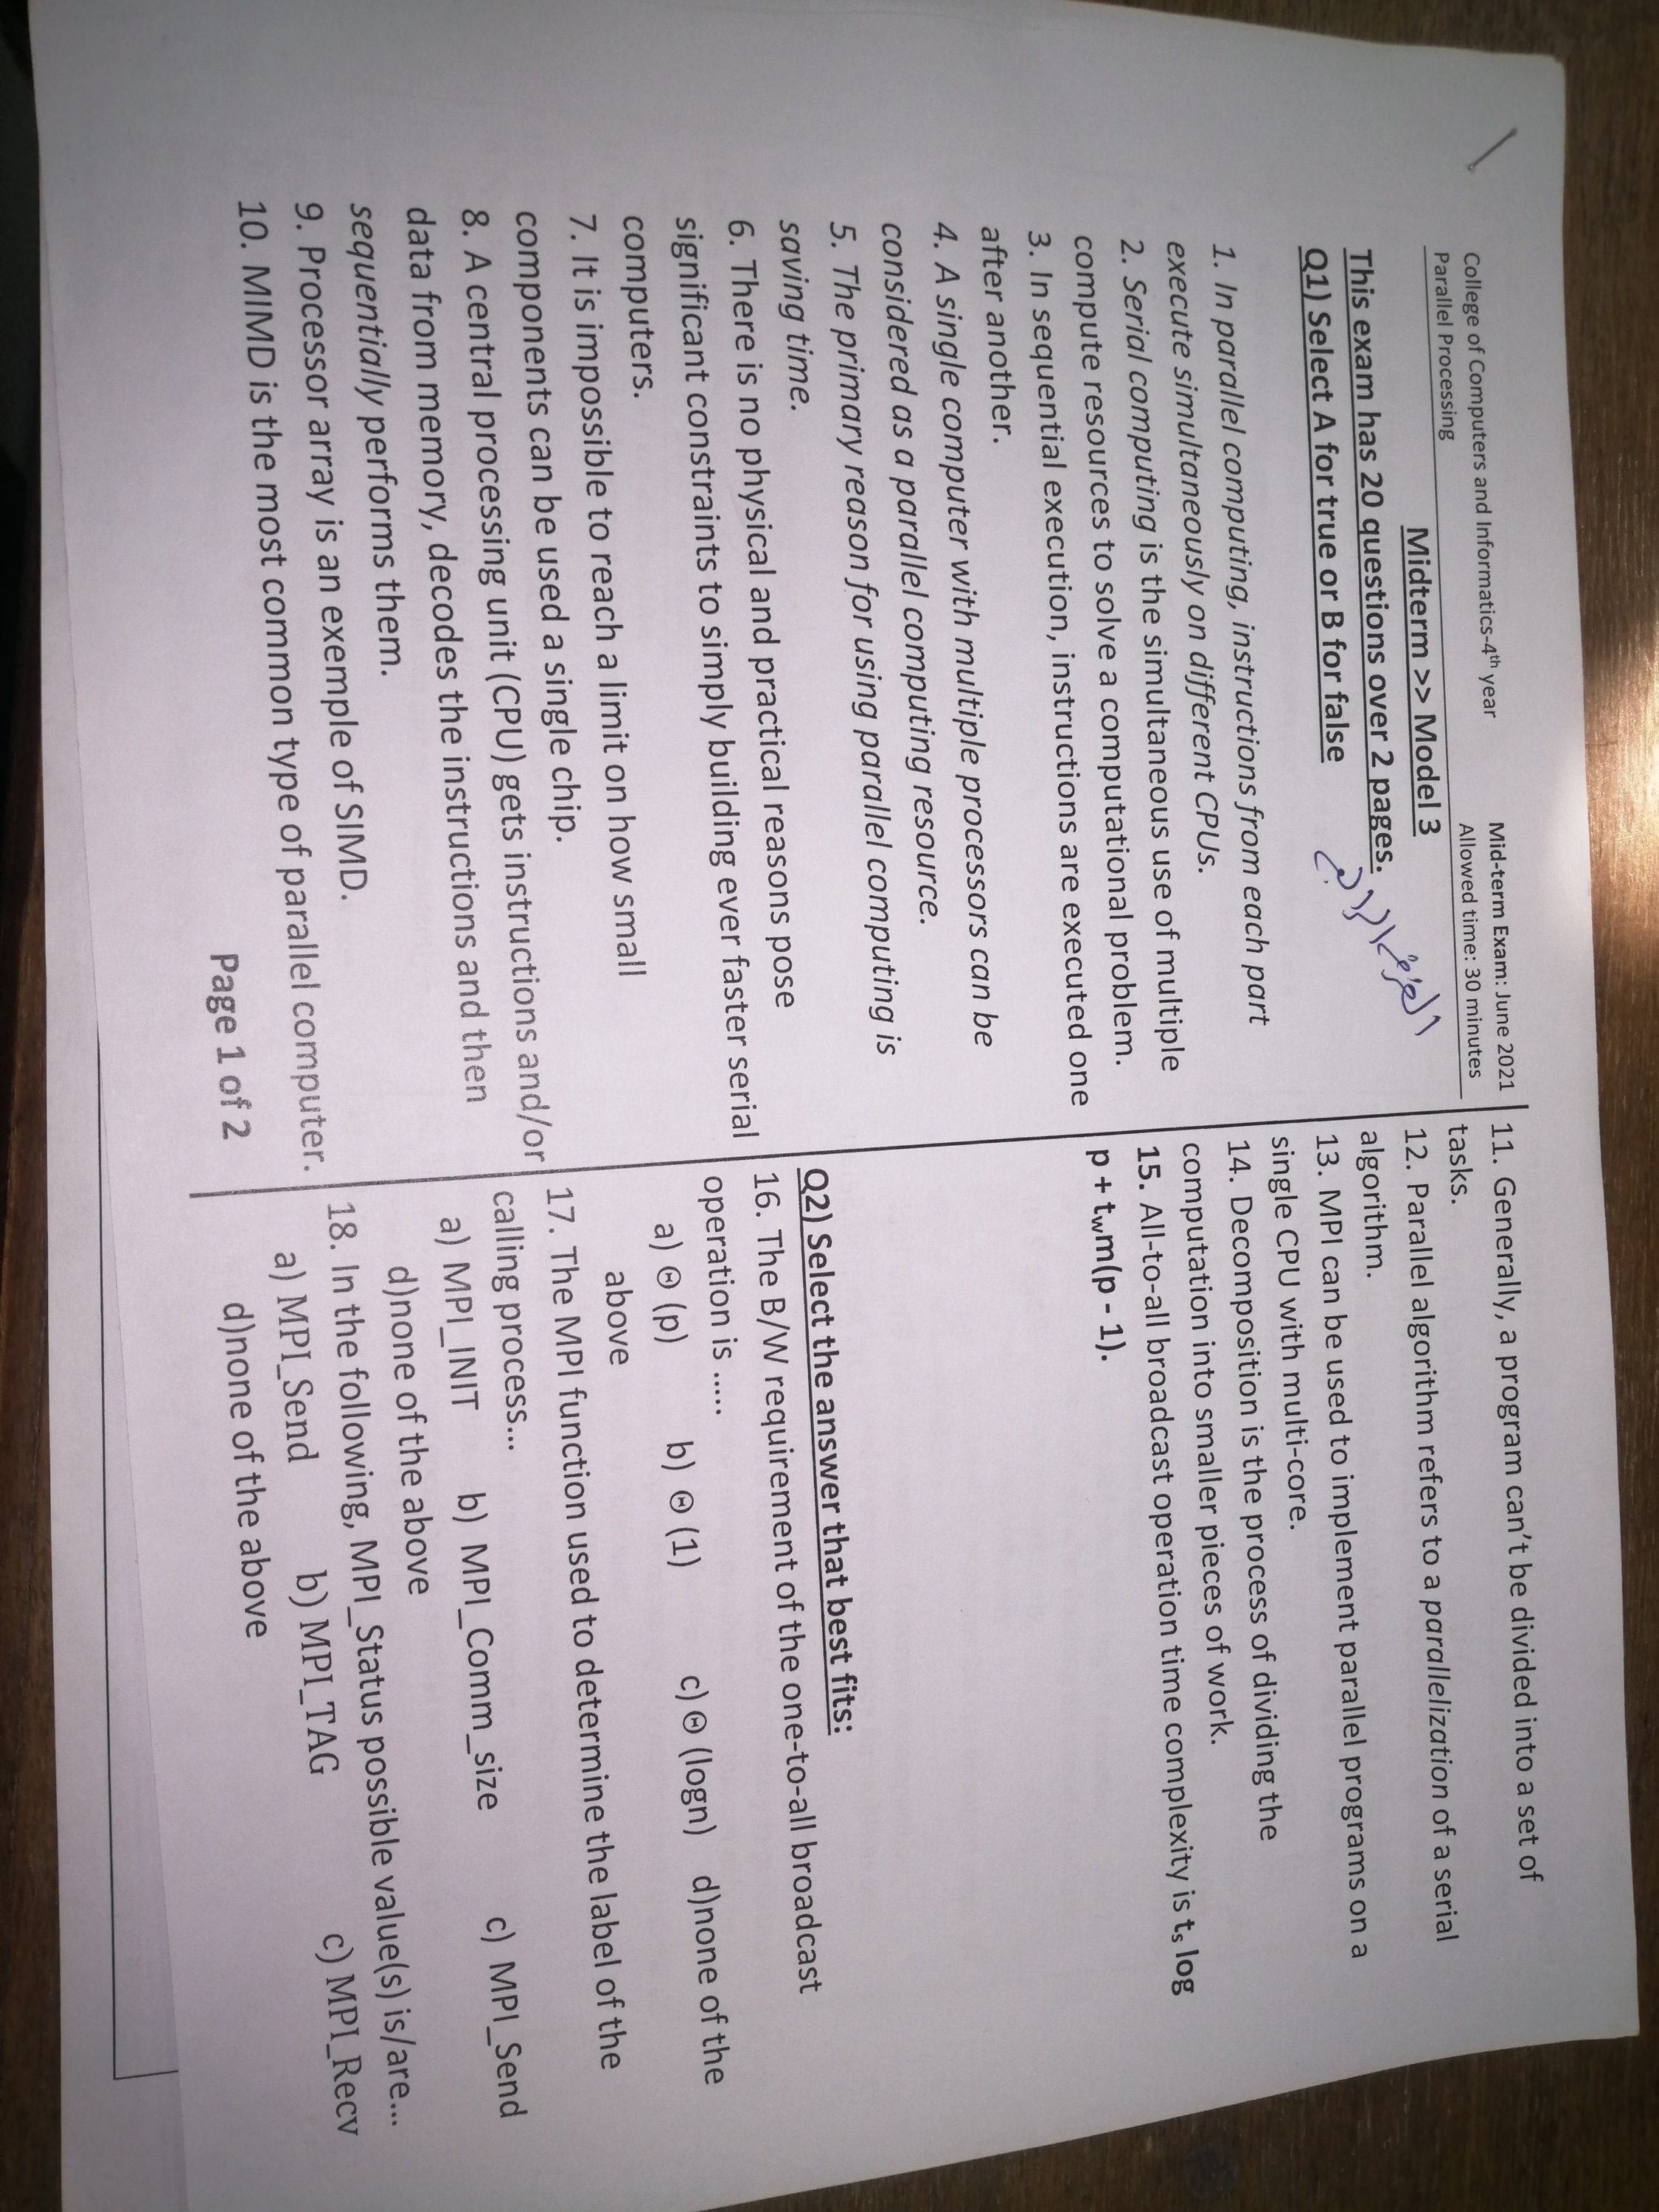 College of Computers and Informatics-4th year
Parallel Processing
Mid-term Exam: June 2021
Allowed time: 30 minutes
Midterm >> Model 3
الفرقة الرابعة
This exam has 20 questions over 2 pages.
Q1) Select A for true or B for false
1. In parallel computing, instructions from each part
execute simultaneously on different CPUs.
2. Serial computing is the simultaneous use of multiple
compute resources to solve a computational problem.
3. In sequential execution, instructions are executed one
after another.
4. A single computer with multiple processors can be
considered as a parallel computing resource.
5. The primary reason for using parallel computing is
saving time.
6. There is no physical and practical reasons pose
significant constraints to simply building ever faster serial
computers.
7. It is impossible to reach a limit on how small
components can be used a single chip.
8. A central processing unit (CPU) gets instructions and/or
data from memory, decodes the instructions and then
sequentially performs them.
9. Processor array is an exemple of SIMD.
10. MIMD is the most common type of parallel computer.
Page 1 of 2
11. Generally, a program can’t be divided into a set of
tasks.
12. Parallel algorithm refers to a parallelization of a serial
algorithm.
13. MPI can be used to implement parallel programs on a
single CPU with multi-core.
14. Decomposition is the process of dividing the
computation into smaller pieces of work.
15. All-to-all broadcast operation time complexity is ts log
p + twm(p - 1).
Q2) Select the answer that best fits:
16. The B/W requirement of the one-to-all broadcast
operation is .....
a) Θ (p) b) Θ (1) c) Θ (logn) d)none of the
above
17. The MPI function used to determine the label of the
calling process...
a) MPI_INIT b) MPI_Comm_size c) MPI_Send
d)none of the above
18. In the following, MPI_Status possible value(s) is/are...
a) MPI_Send b) MPI_TAG c) MPI_Recv
d)none of the above